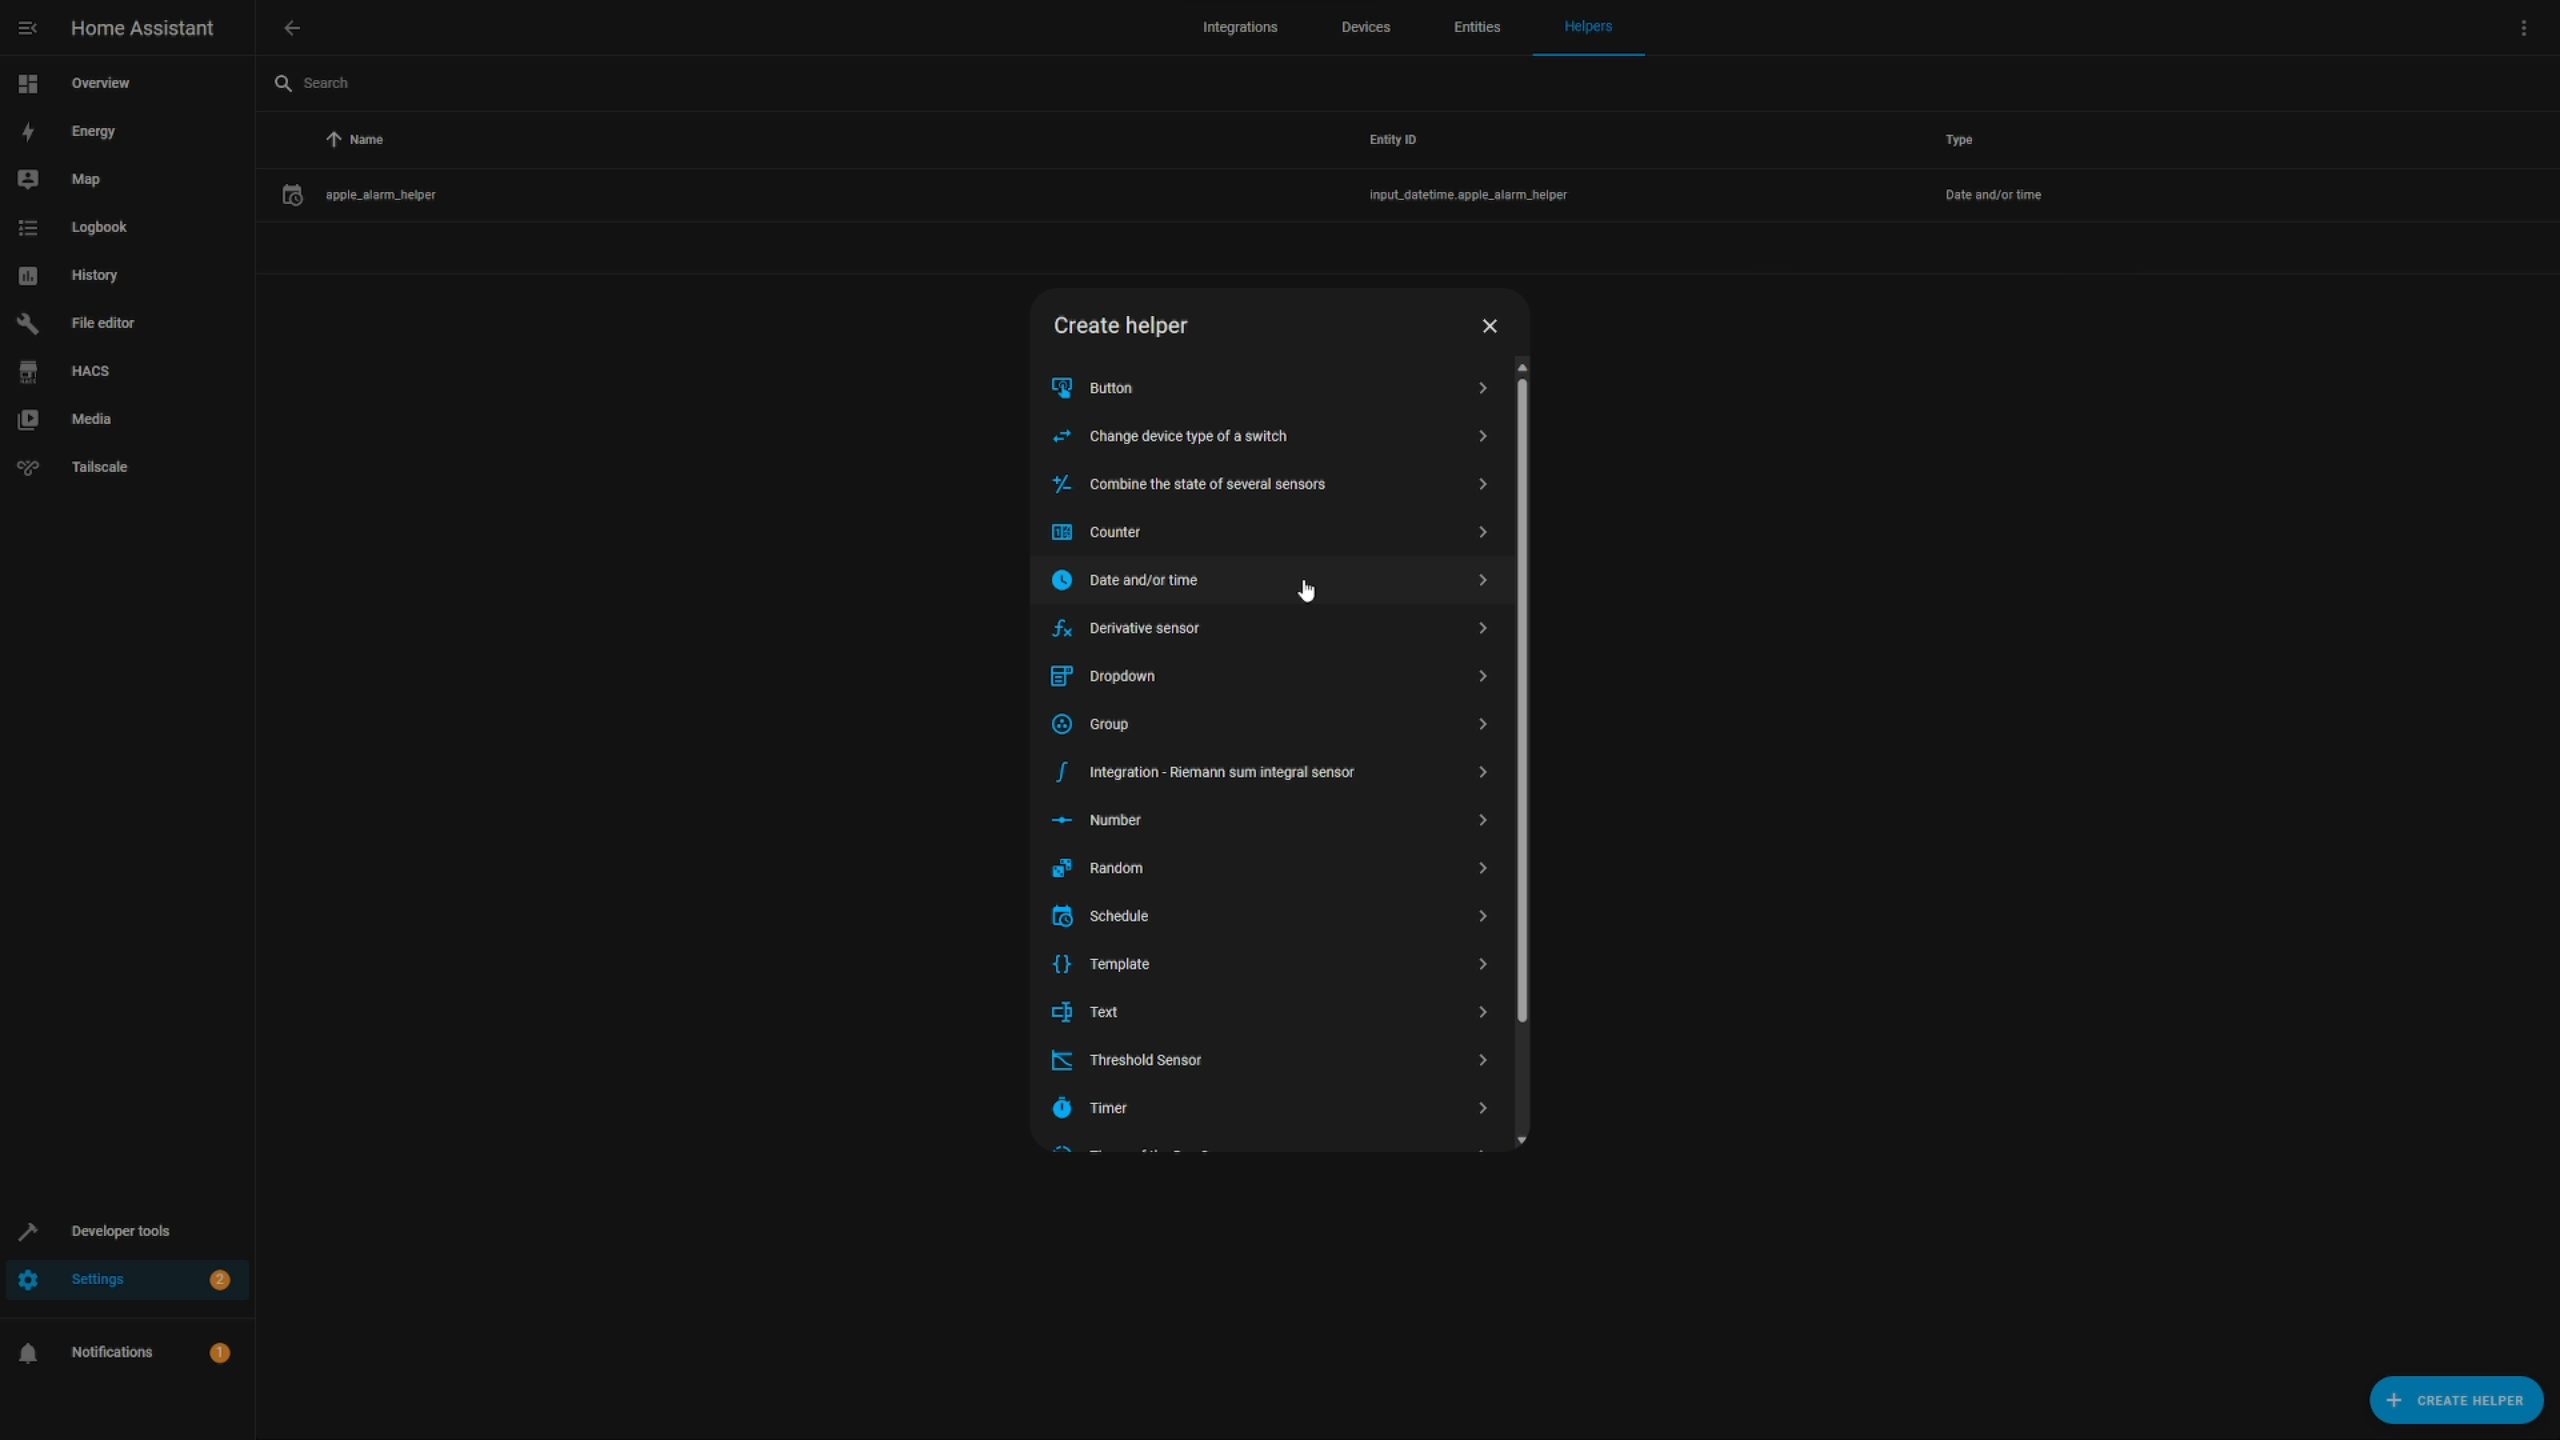 Home Assistant
Integrations
Devices
Entities
Helpers
Overview
Energy
Map
Logbook
History
File editor
HACS
Media
Tailscale
Developer tools
Settings
2
Notifications
1
Search
Name
Entity ID
Type
apple_alarm_helper
input_datetime.apple_alarm_helper
Date and/or time
Create helper
Button
Change device type of a switch
Combine the state of several sensors
Counter
Date and/or time
Derivative sensor
Dropdown
Group
Integration - Riemann sum integral sensor
Number
Random
Schedule
Template
Text
Threshold Sensor
Timer
CREATE HELPER